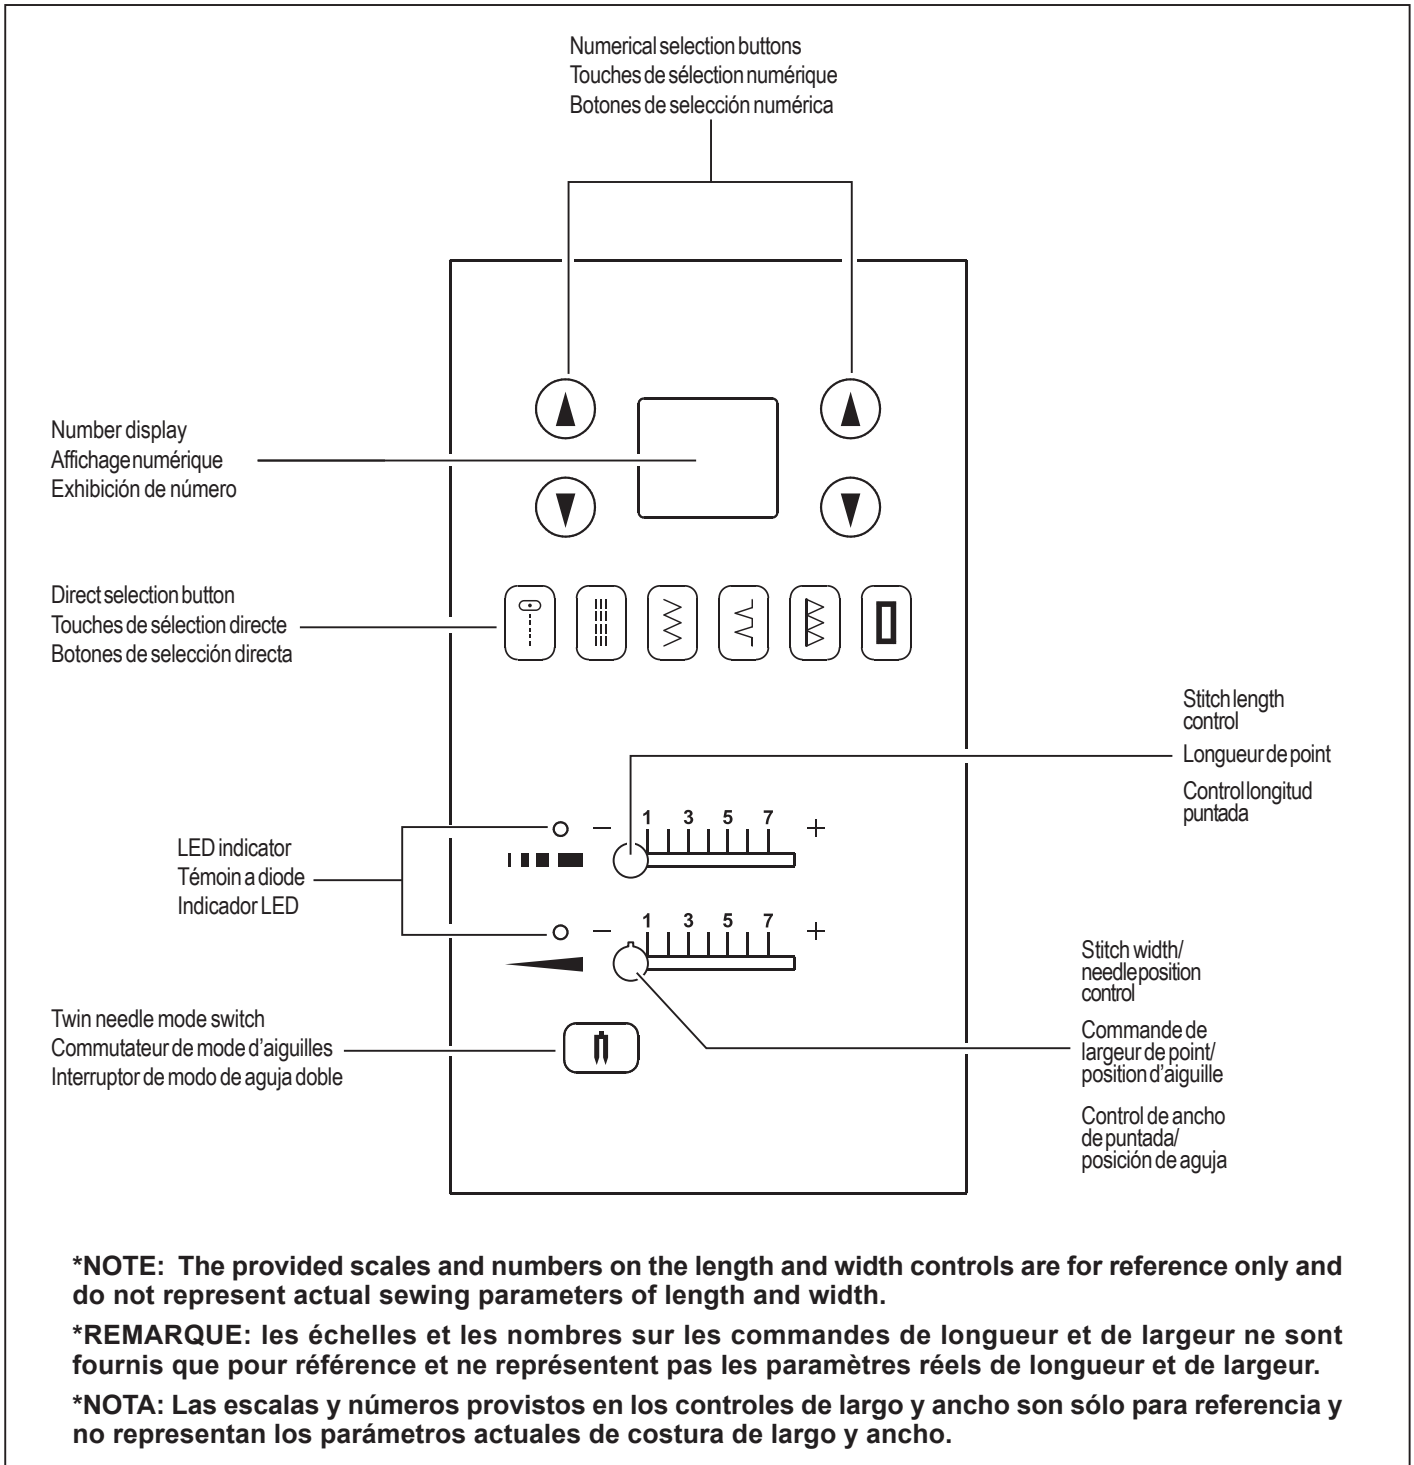 Numerical selection buttons
Touches de sélection numérique
Botones de selección numérica
Number display
Affichage numérique
Exhibición de número
Direct selection button
Touches de sélection directe
Botones de selección directa
Stitch length
control
Longueur de point
Control longitud
puntada
1 3 5 7
− +
LED indicator
Témoin a diode
Indicador LED
1 3 5 7
− +
Stitch width/
needle position
control
Commande de
largeur de point/
position d'aiguille
Control de ancho
de puntada/
posición de aguja
Twin needle mode switch
Commutateur de mode d'aiguilles
Interruptor de modo de aguja doble
*NOTE: The provided scales and numbers on the length and width controls are for reference only and
do not represent actual sewing parameters of length and width.
*REMARQUE: les échelles et les nombres sur les commandes de longueur et de largeur ne sont
fournis que pour référence et ne représentent pas les paramètres réels de longueur et de largeur.
*NOTA: Las escalas y números provistos en los controles de largo y ancho son sólo para referencia y
no representan los parámetros actuales de costura de largo y ancho.